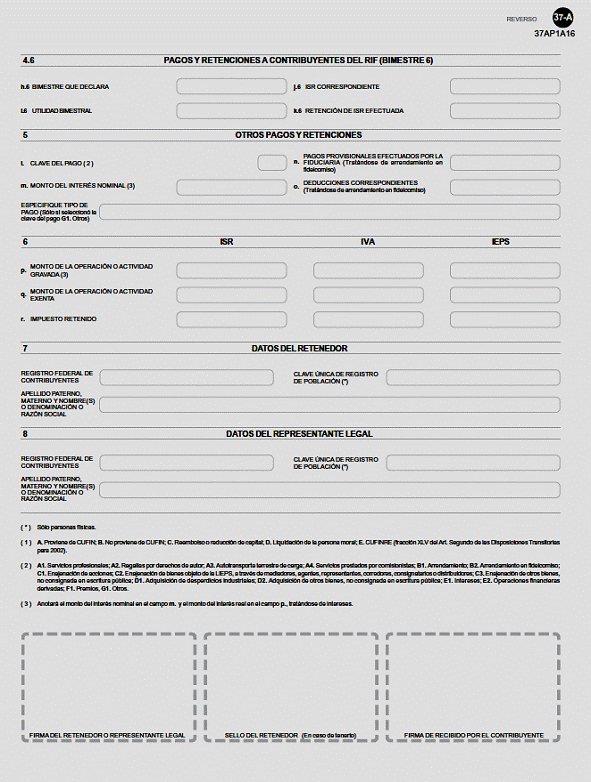 REVERSO
37-A
37AP1A16
4.6 PAGOS Y RETENCIONES A CONTRIBUYENTES DEL RIF (BIMESTRE 6)
h.6 BIMESTRE QUE DECLARA
j.6 ISR CORRESPONDIENTE
i.6 UTILIDAD BIMESTRAL
k.6 RETENCIÓN DE ISR EFECTUADA
5 OTROS PAGOS Y RETENCIONES
l. CLAVE DEL PAGO ( 2 )
n. PAGOS PROVISIONALES EFECTUADOS POR LA
FIDUCIARIA (Tratándose de arrendamiento en
fideicomiso)
m. MONTO DEL INTERÉS NOMINAL (3)
o. DEDUCCIONES CORRESPONDIENTES
(Tratándose de arrendamiento en fideicomiso)
ESPECIFIQUE TIPO DE
PAGO (Sólo si seleccionó la
clave del pago G1. Otros)
6 ISR IVA IEPS
p. MONTO DE LA OPERACIÓN O ACTIVIDAD
GRAVADA (3)
q. MONTO DE LA OPERACIÓN O ACTIVIDAD
EXENTA
r. IMPUESTO RETENIDO
7 DATOS DEL RETENEDOR
REGISTRO FEDERAL DE
CONTRIBUYENTES
CLAVE ÚNICA DE REGISTRO
DE POBLACIÓN (*)
APELLIDO PATERNO,
MATERNO Y NOMBRE(S)
O DENOMINACIÓN O
RAZÓN SOCIAL
8 DATOS DEL REPRESENTANTE LEGAL
REGISTRO FEDERAL DE
CONTRIBUYENTES
CLAVE ÚNICA DE REGISTRO
DE POBLACIÓN (*)
APELLIDO PATERNO,
MATERNO Y NOMBRE(S)
O DENOMINACIÓN O
RAZÓN SOCIAL
( * ) Sólo personas físicas.
( 1 ) A. Proviene de CUFIN; B. No proviene de CUFIN; C. Reembolso o reducción de capital; D. Liquidación de la persona moral; E. CUFINRE (fracción XLV del Art. Segundo de las Disposiciones Transitorias
para 2002).
( 2 ) A1. Servicios profesionales; A2. Regalías por derechos de autor; A3. Autotransporte terrestre de carga; A4. Servicios prestados por comisionistas; B1. Arrendamiento; B2. Arrendamiento en fideicomiso;
C1. Enajenación de acciones; C2. Enajenación de bienes objeto de la LIEPS, a través de mediadores, agentes, representantes, corredores, consignatarios o distribuidores; C3. Enajenación de otros bienes,
no consignada en escritura pública; D1. Adquisición de desperdicios industriales; D2. Adquisición de otros bienes, no consignada en escritura pública; E1. Intereses; E2. Operaciones financieras
derivadas; F1. Premios, G1. Otros.
( 3 ) Anotará el monto del interés nominal en el campo m. y el monto del interés real en el campo p., tratándose de intereses.
FIRMA DEL RETENEDOR O REPRESENTANTE LEGAL
SELLO DEL RETENEDOR (En caso de tenerlo)
FIRMA DE RECIBIDO POR EL CONTRIBUYENTE